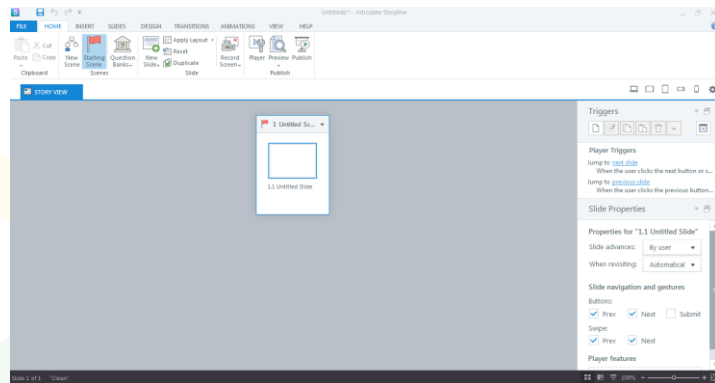 Untitled1* - Articulate Storyline
FILE HOME INSERT SLIDES DESIGN TRANSITIONS ANIMATIONS VIEW HELP
Paste
Cut
Copy
Clipboard
New Scene
Starting Scene
Question Banks
Scenes
New Slide
Apply Layout
Reset
Duplicate
Slide
Record Screen
Player
Preview
Publish
Publish
STORY VIEW
1 Untitled Sc...
1.1 Untitled Slide
Triggers
Player Triggers
Jump to next slide
When the user clicks the next button or s...
Jump to previous slide
When the user clicks the previous button...
Slide Properties
Properties for "1.1 Untitled Slide"
Slide advances: By user
When revisiting: Automatical
Slide navigation and gestures
Buttons:
Prev Next Submit
Swipe:
Prev Next
Player features
Slide 1 of 1 "Clean"
100%